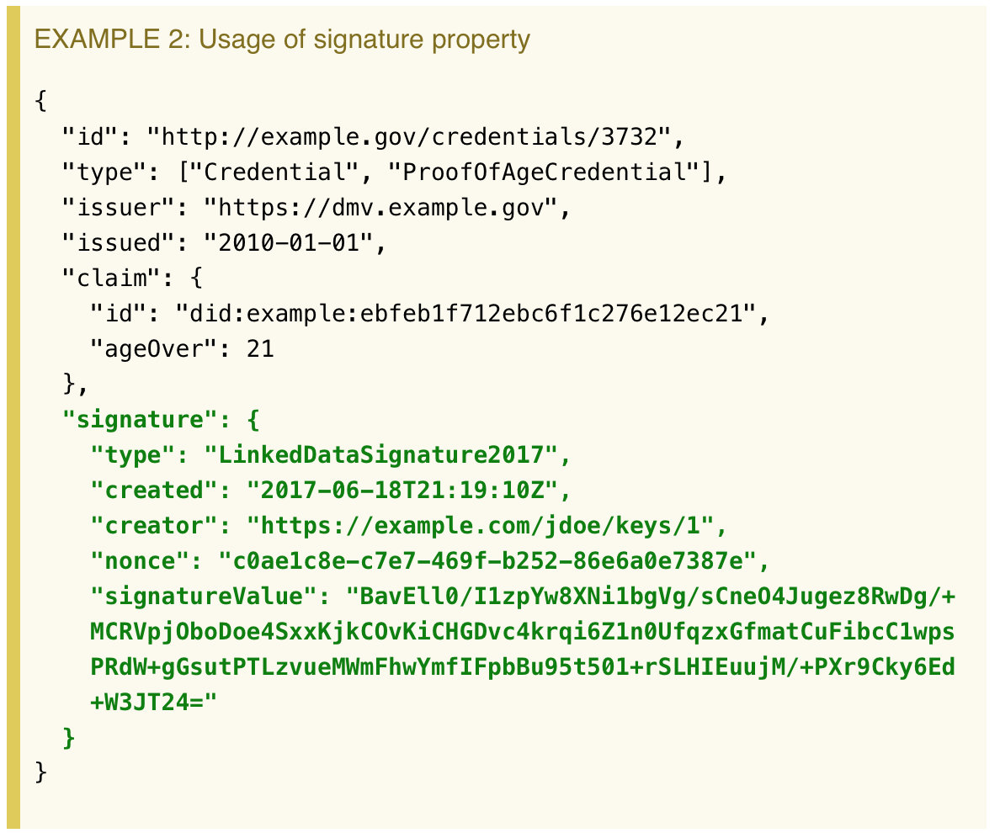 EXAMPLE 2: Usage of signature property
{
  "id": "http://example.gov/credentials/3732",
  "type": ["Credential", "ProofOfAgeCredential"],
  "issuer": "https://dmv.example.gov",
  "issued": "2010-01-01",
  "claim": {
    "id": "did:example:ebfeb1f712ebc6f1c276e12ec21",
    "ageOver": 21
  },
  "signature": {
    "type": "LinkedDataSignature2017",
    "created": "2017-06-18T21:19:10Z",
    "creator": "https://example.com/jdoe/keys/1",
    "nonce": "c0ae1c8e-c7e7-469f-b252-86e6a0e7387e",
    "signatureValue": "BavEll0/I1zpYw8XNi1bgVg/sCneO4Jugez8RwDg/+
    MCRVpjOboDoe4SxxKjkCOvKiCHGDvc4krqi6Z1n0UfqzxGfmatCuFibcC1wps
    PRdW+gGsutPTLzvueMWmFhwYmfIFpbBu95t501+rSLHIEuujM/+PXr9Cky6Ed
    +W3JT24="
  }
}